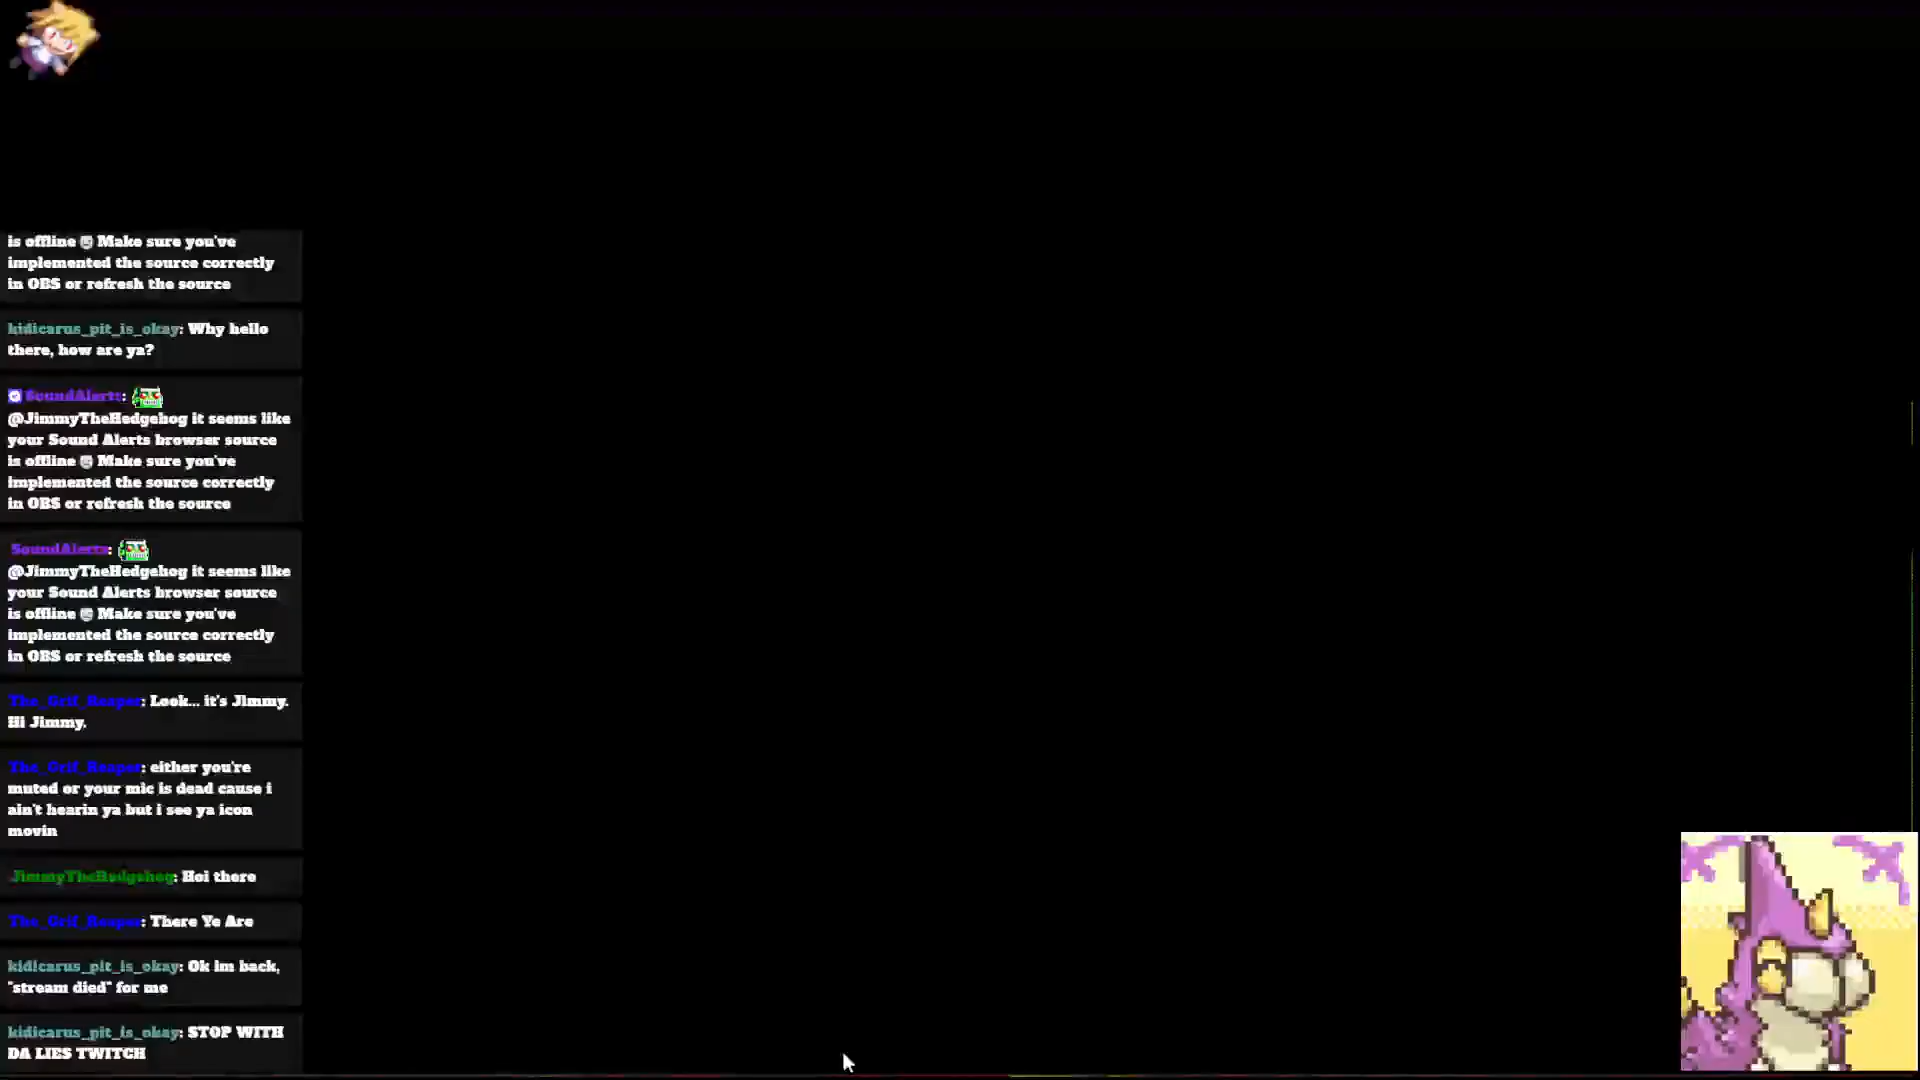 is offline Make sure you've
implemented the source correctly
in OBS or refresh the source
kidicarus_pit_is_okay: Why hello
there, how are ya?
SoundAlerts:
@JimmyTheHedgehog it seems like
your Sound Alerts browser source
is offline Make sure you've
implemented the source correctly
in OBS or refresh the source
SoundAlerts:
@JimmyTheHedgehog it seems like
your Sound Alerts browser source
is offline Make sure you've
implemented the source correctly
in OBS or refresh the source
The_Grif_Reaper: Look... it's Jimmy.
Hi Jimmy.
The_Grif_Reaper: either you're
muted or your mic is dead cause i
ain't hearin ya but i see ya icon
movin
JimmyTheHedgehog: Hoi there
The_Grif_Reaper: There Ye Are
kidicarus_pit_is_okay: Ok im back,
"stream died" for me
kidicarus_pit_is_okay: STOP WITH
DA LIES TWITCH